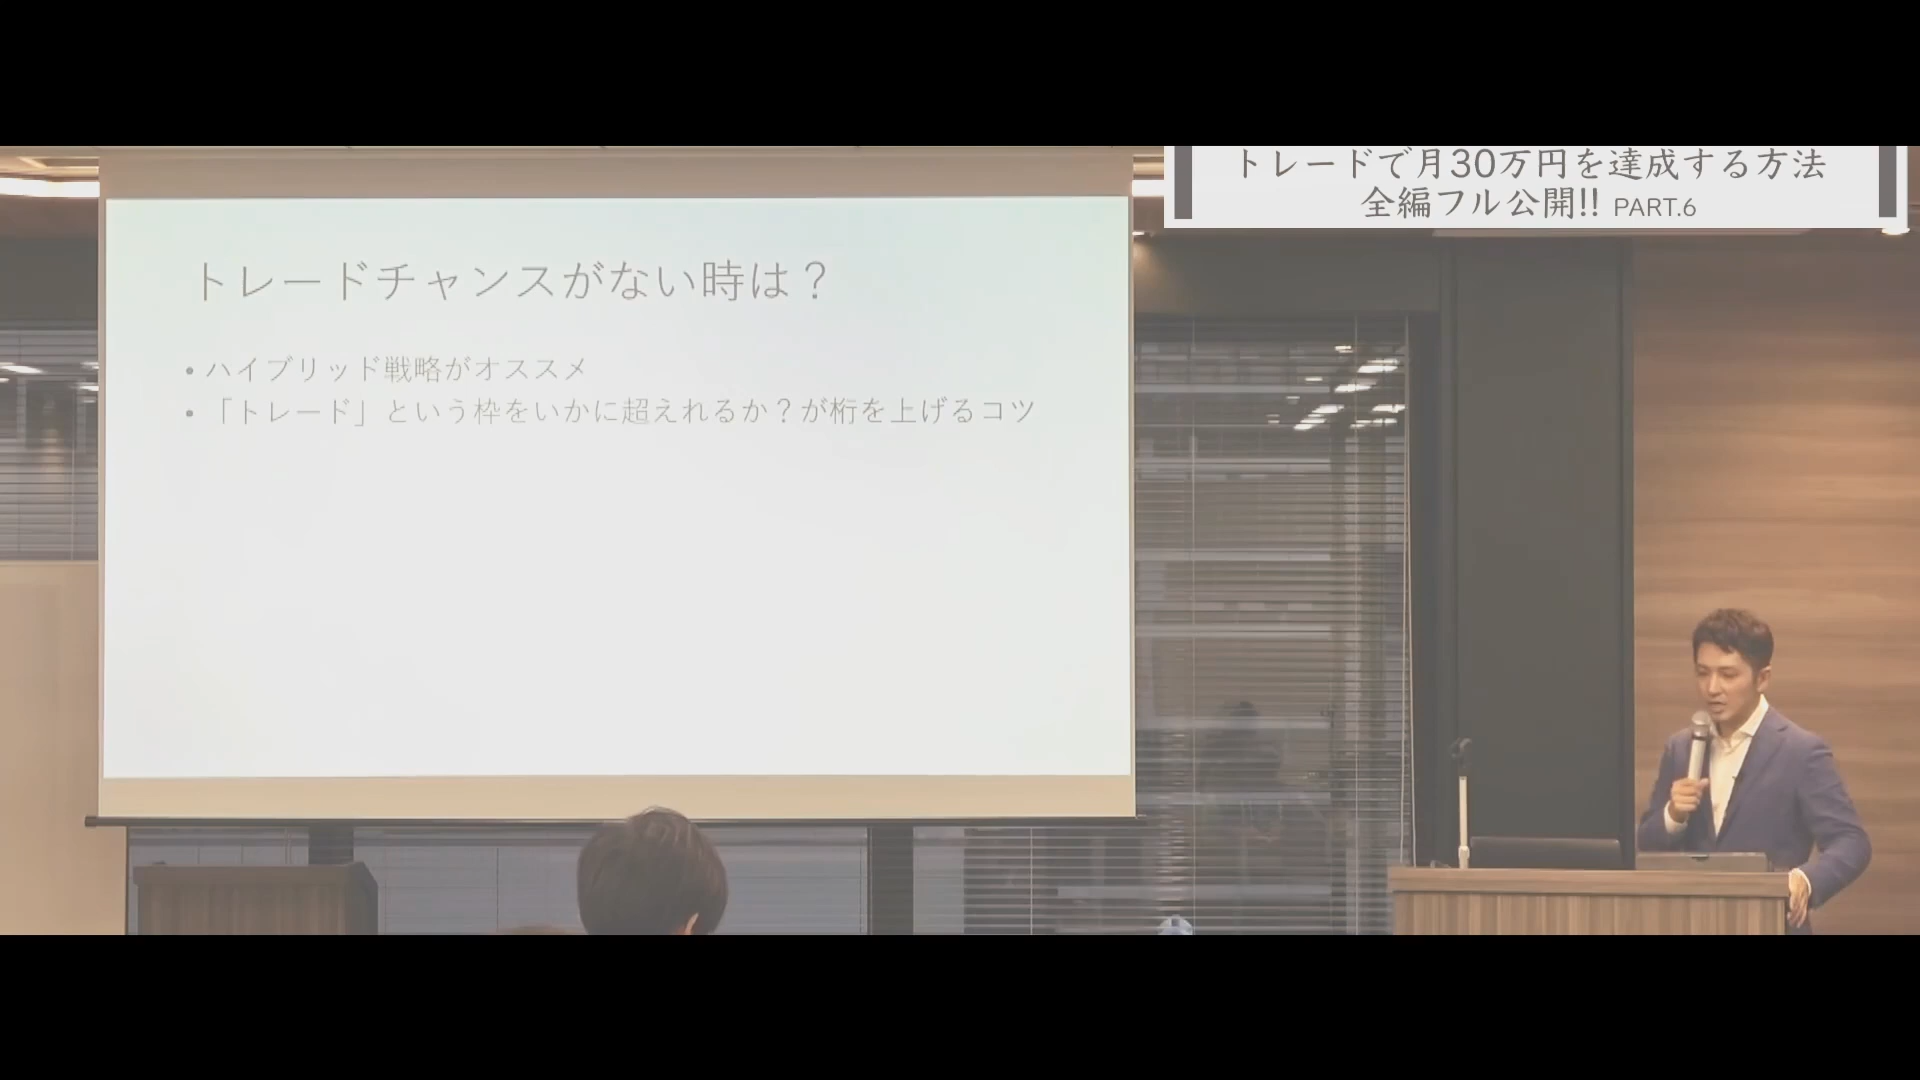 トレードで月30万円を達成する方法
全編フル公開!! PART.6
トレードチャンスがない時は？
• ハイブリッド戦略がオススメ
• 「トレード」という枠をいかに超えれるか？が桁を上げるコツ